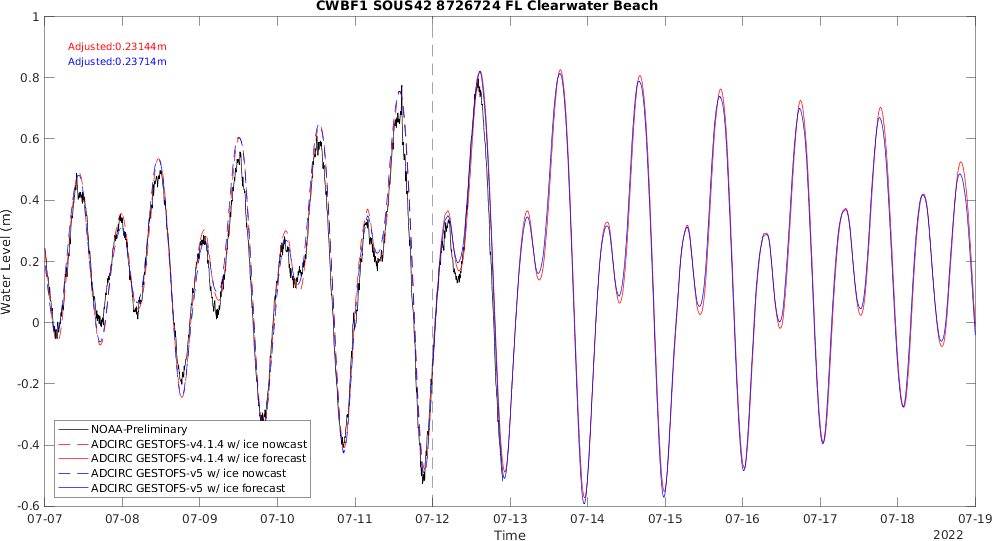 CWBF1 SOUS42 8726724 FL Clearwater Beach
1
Adjusted:0.23144m
Adjusted:0.23714m
0.8
0.6
0.4
0.2
0
-0.2
-0.4
-0.6
Water Level (m)
NOAA-Preliminary
ADCIRC GESTOFS-v4.1.4 w/ ice nowcast
ADCIRC GESTOFS-v4.1.4 w/ ice forecast
ADCIRC GESTOFS-v5 w/ ice nowcast
ADCIRC GESTOFS-v5 w/ ice forecast
07-07 07-08 07-09 07-10 07-11 07-12 07-13 07-14 07-15 07-16 07-17 07-18 07-19
Time
2022